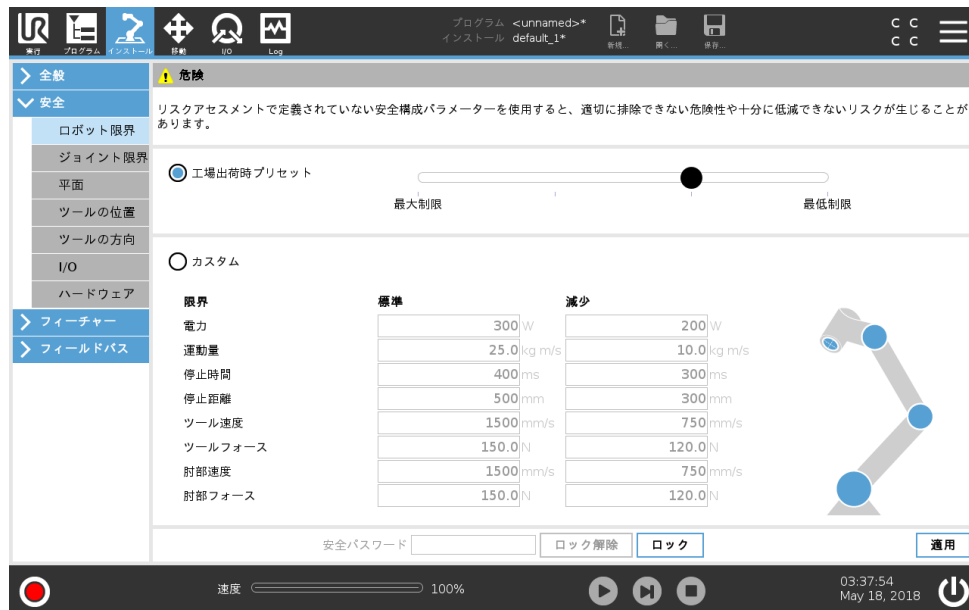 UR
実行
プログラム
インストール
移動
I/O
Log
プログラム <unnamed>*
インストール default_1*
新規...
開く...
保存...
C C
C C
全般
安全
ロボット限界
ジョイント限界
平面
ツールの位置
ツールの方向
I/O
ハードウェア
フィーチャー
フィールドバス
危険
リスクアセスメントで定義されていない安全構成パラメーターを使用すると、適切に排除できない危険性や十分に低減できないリスクが生じることが
あります。
工場出荷時プリセット
最大制限 最低制限
カスタム
限界 標準 減少
電力 300 W 200 W
運動量 25.0 kg m/s 10.0 kg m/s
停止時間 400 ms 300 ms
停止距離 500 mm 300 mm
ツール速度 1500 mm/s 750 mm/s
ツールフォース 150.0 N 120.0 N
肘部速度 1500 mm/s 750 mm/s
肘部フォース 150.0 N 120.0 N
安全パスワード ロック解除 ロック 適用
速度 100%
03:37:54
May 18, 2018